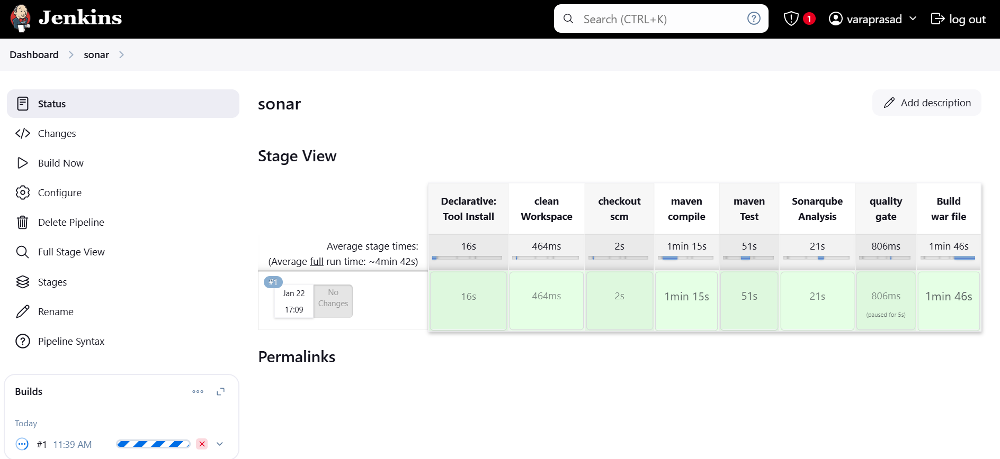 Jenkins
Search (CTRL+K)
?
1
varaprasad
log out
Dashboard
sonar
Status
Changes
Build Now
Configure
Delete Pipeline
Full Stage View
Stages
Rename
?
Pipeline Syntax
Builds
Today
#1 11:39 AM
sonar
Add description
Stage View
Declarative:
Tool Install
clean
Workspace
checkout
scm
maven
compile
maven
Test
Sonarqube
Analysis
quality
gate
Build
war file
Average stage times:
(Average full run time: ~4min 42s)
16s
464ms
2s
1min 15s
51s
21s
806ms
1min 46s
#1
Jan 22
17:09
No
Changes
16s
464ms
2s
1min 15s
51s
21s
806ms
(paused for 5s)
1min 46s
Permalinks